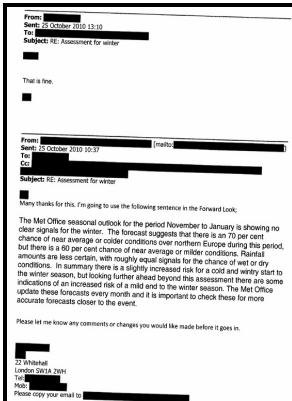 From:
Sent: 25 October 2010 13:10
To:
Subject: RE: Assessment for winter
That is fine.
From: [mailto: ]
Sent: 25 October 2010 10:37
To:
Cc:
Subject: RE: Assessment for winter
Many thanks for this. I'm going to use the following sentence in the Forward Look;
The Met Office seasonal outlook for the period November to January is showing no
clear signals for the winter. The forecast suggests that there is an 70 per cent
chance of near average or colder conditions over northern Europe during this period,
but there is a 60 per cent chance of near average or milder conditions. Rainfall
amounts are less certain, with roughly equal signals for the chance of wet or dry
conditions. In summary there is a slightly increased risk for a cold and wintry start to
the winter season, but looking further ahead beyond this assessment there are some
indications of an increased risk of a mild end to the winter season. The Met Office
update these forecasts every month and it is important to check these for more
accurate forecasts closer to the event.
Please let me know any comments or changes you would like made before it goes in.
22 Whitehall
London SW1A 2WH
Tel:
Mob:
Please copy your email to